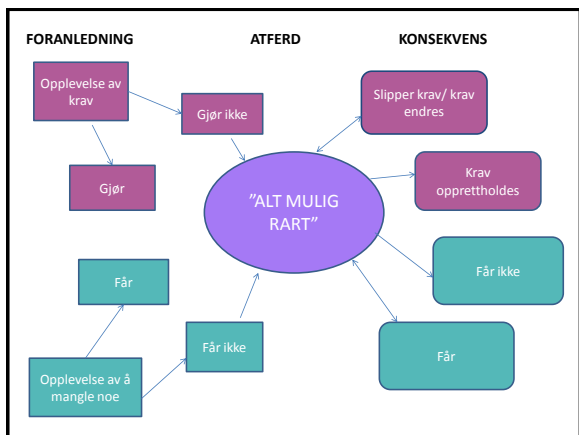 FORANLEDNING
ATFERD
KONSEKVENS
Opplevelse av
krav
Gjør ikke
Slipper krav/ krav
endres
Gjør
"ALT MULIG
RART"
Krav
opprettholdes
Får
Får ikke
Får ikke
Får
Opplevelse av å
mangle noe